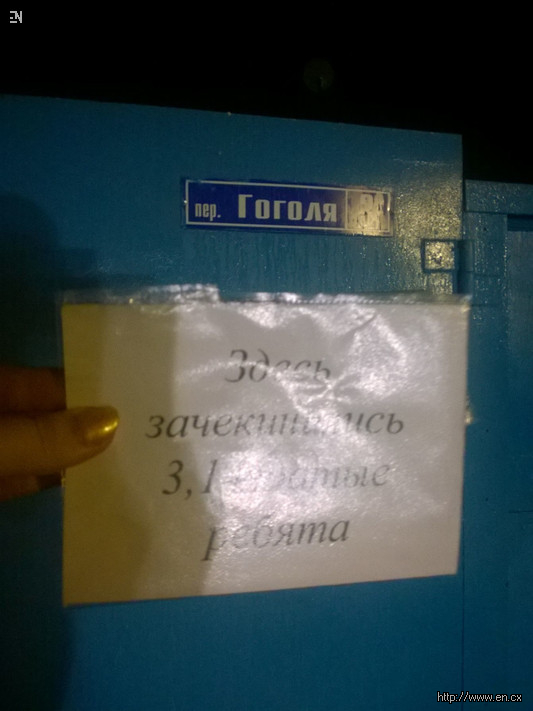 EN
пер. Гоголя
Здесь
зачекинились
ребята
http://www.en.cx